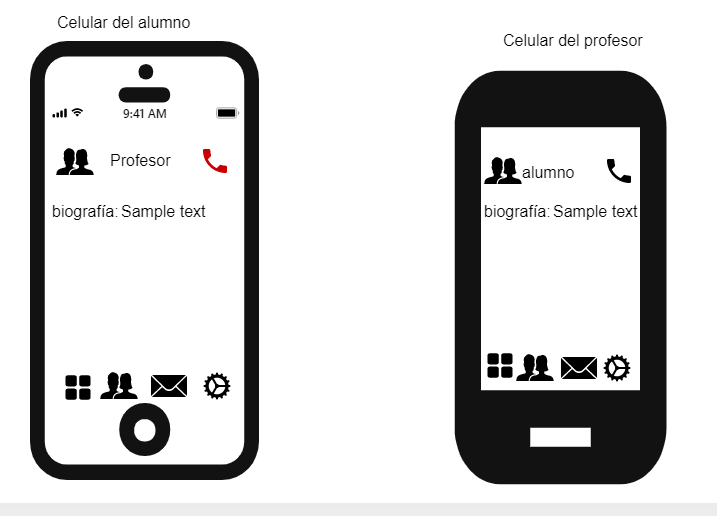 Celular del alumno
Celular del profesor
9:41 AM
Profesor
biografía: Sample text
alumno
biografía: Sample text